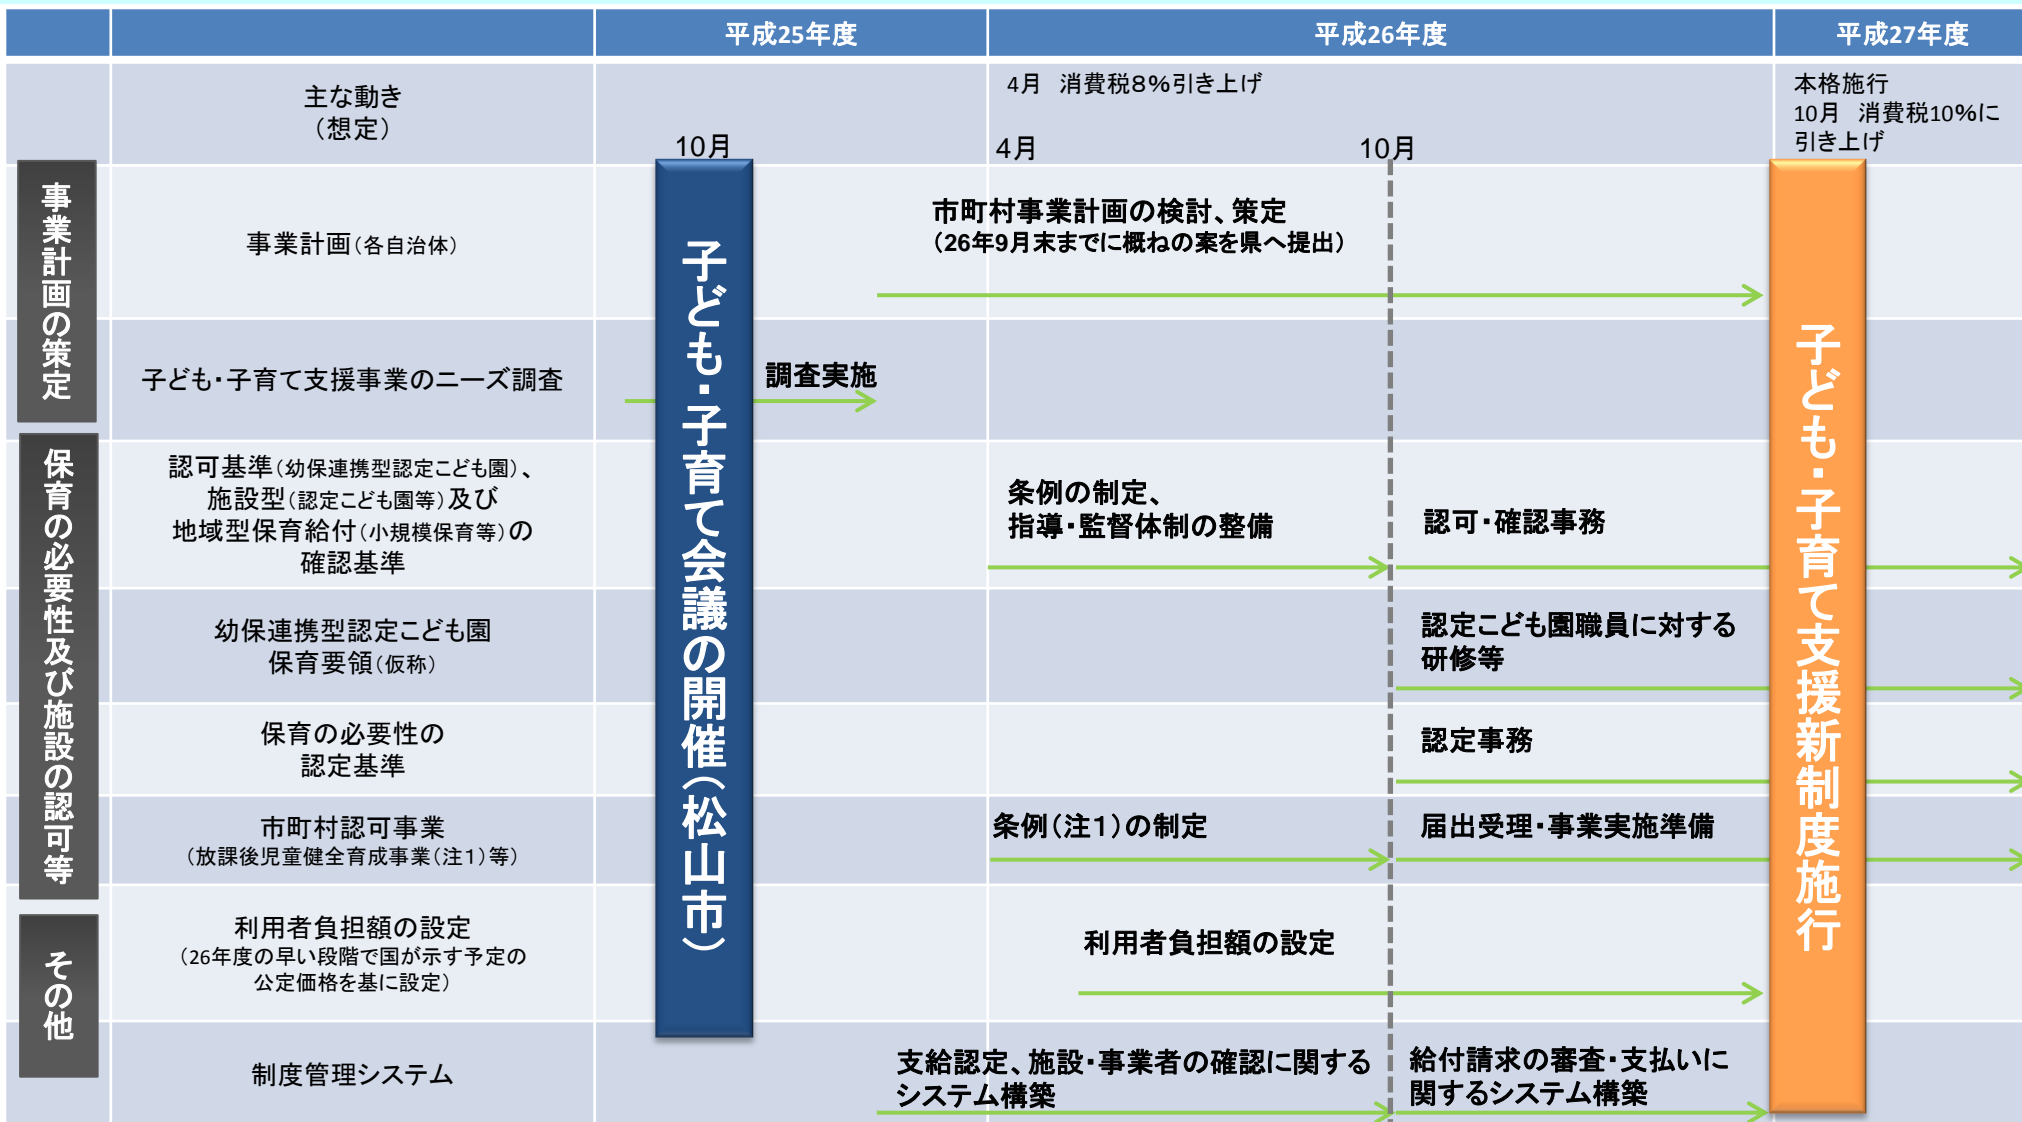 平成25年度
平成26年度
平成27年度
主な動き
（想定）
4月　消費税８％引き上げ
本格施行
10月　消費税10％に
引き上げ
10月
4月
10月
事業計画の策定
事業計画（各自治体）
市町村事業計画の検討、策定
（26年9月末までに概ねの案を県へ提出）
子ども・子育て支援事業のニーズ調査
調査実施
子ども・子育て会議の開催（松山市）
子ども・子育て支援新制度施行
保育の必要性及び施設の認可等
認可基準（幼保連携型認定こども園）、
施設型（認定こども園等）及び
地域型保育給付（小規模保育等）の
確認基準
条例の制定、
指導・監督体制の整備
認可・確認事務
幼保連携型認定こども園
保育要領（仮称）
認定こども園職員に対する
研修等
保育の必要性の
認定基準
認定事務
市町村認可事業
（放課後児童健全育成事業（注１）等）
条例（注１）の制定
届出受理・事業実施準備
その他
利用者負担額の設定
（26年度の早い段階で国が示す予定の
公定価格を基に設定）
利用者負担額の設定
制度管理システム
支給認定、施設・事業者の確認に関する
システム構築
給付請求の審査・支払いに
関するシステム構築